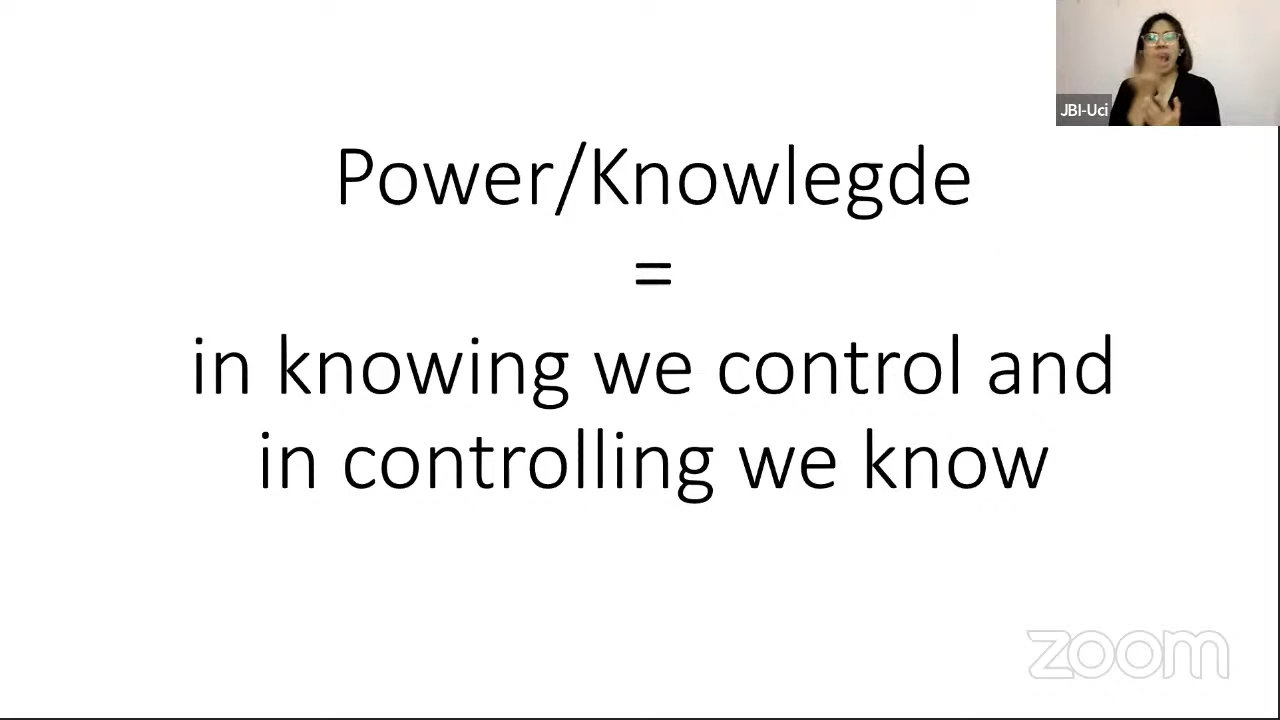 JBI-Uci
Power/Knowlegde
=
in knowing we control and
in controlling we know
zoom